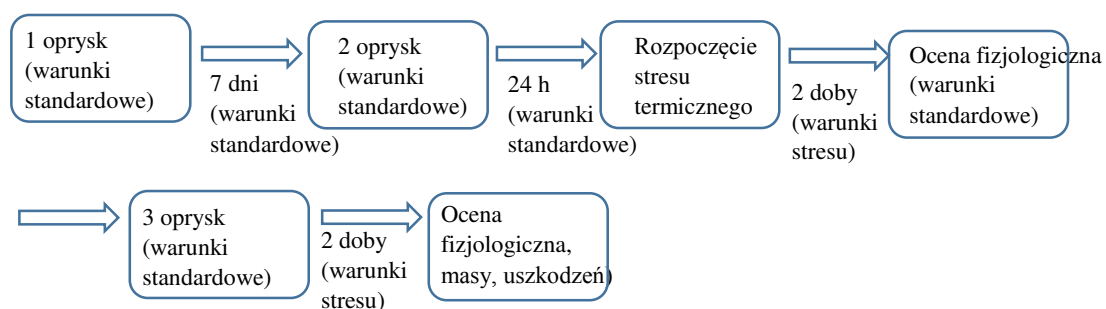 1 oprysk
(warunki
standardowe)
7 dni
(warunki
standardowe)
2 oprysk
(warunki
standardowe)
24 h
(warunki
standardowe)
Rozpoczęcie
stresu
termicznego
2 doby
(warunki
stresu)
Ocena fizjologiczna
(warunki
standardowe)
3 oprysk
(warunki
standardowe)
2 doby
(warunki
stresu)
Ocena
fizjologiczna,
masy, uszkodzeń)